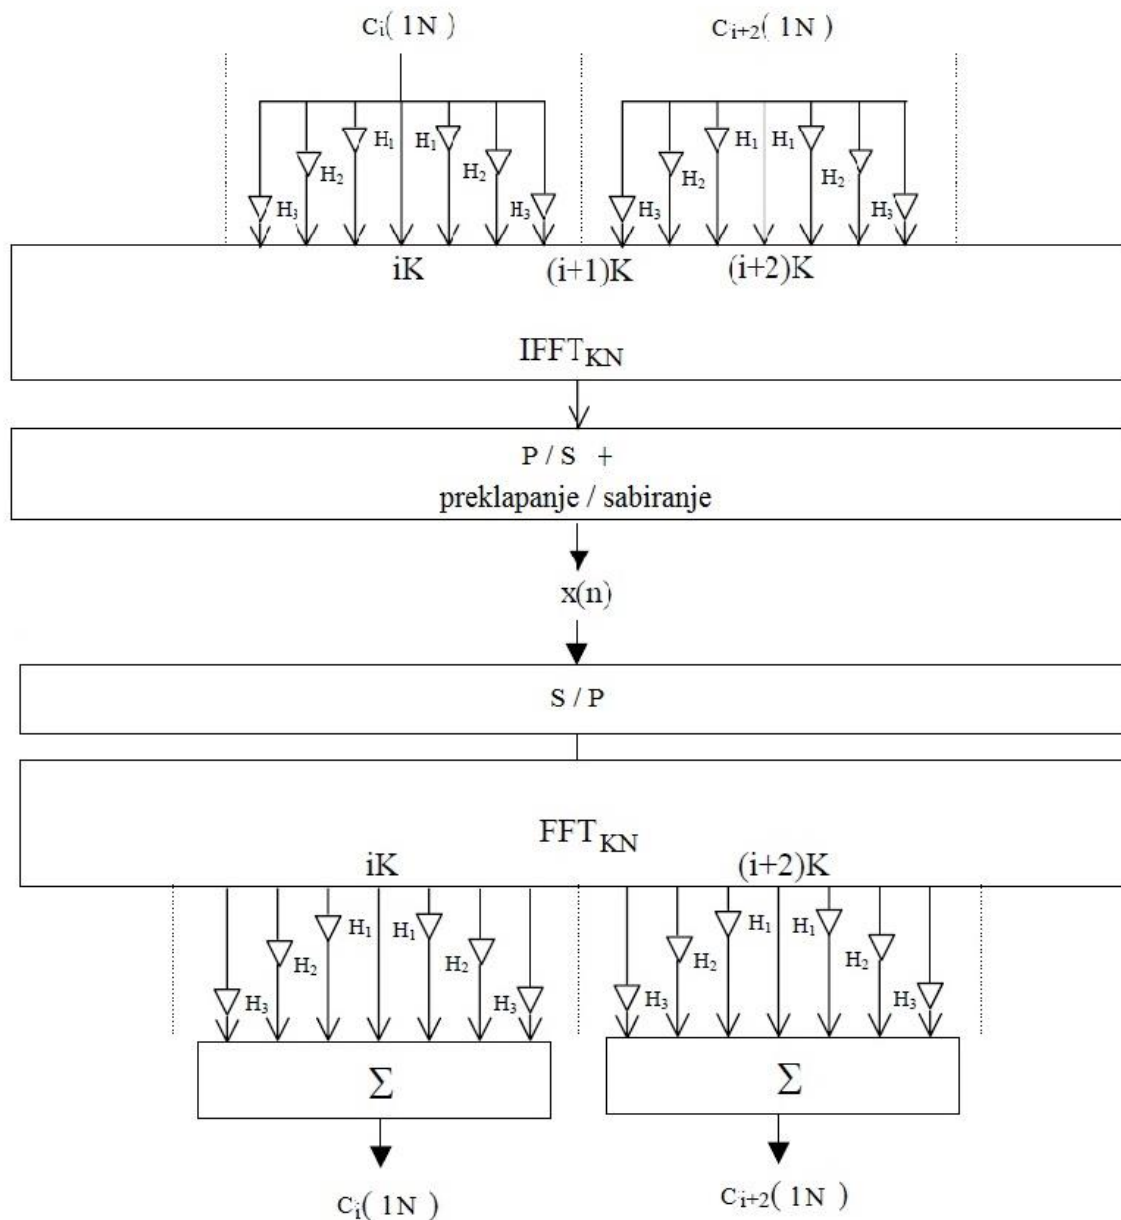 Ci( 1N ) Ci+2( 1N )
H1 H1 H1 H1
H2 H2 H2 H2
H3 H3 H3 H3
iK (i+1)K (i+2)K
IFFTKN
P / S +
preklapanje / sabiranje
x(n)
S / P
FFTKN
iK (i+2)K
H1 H1 H1 H1
H2 H2 H2 H2
H3 H3 H3 H3
Σ Σ
Ci( 1N ) Ci+2( 1N )